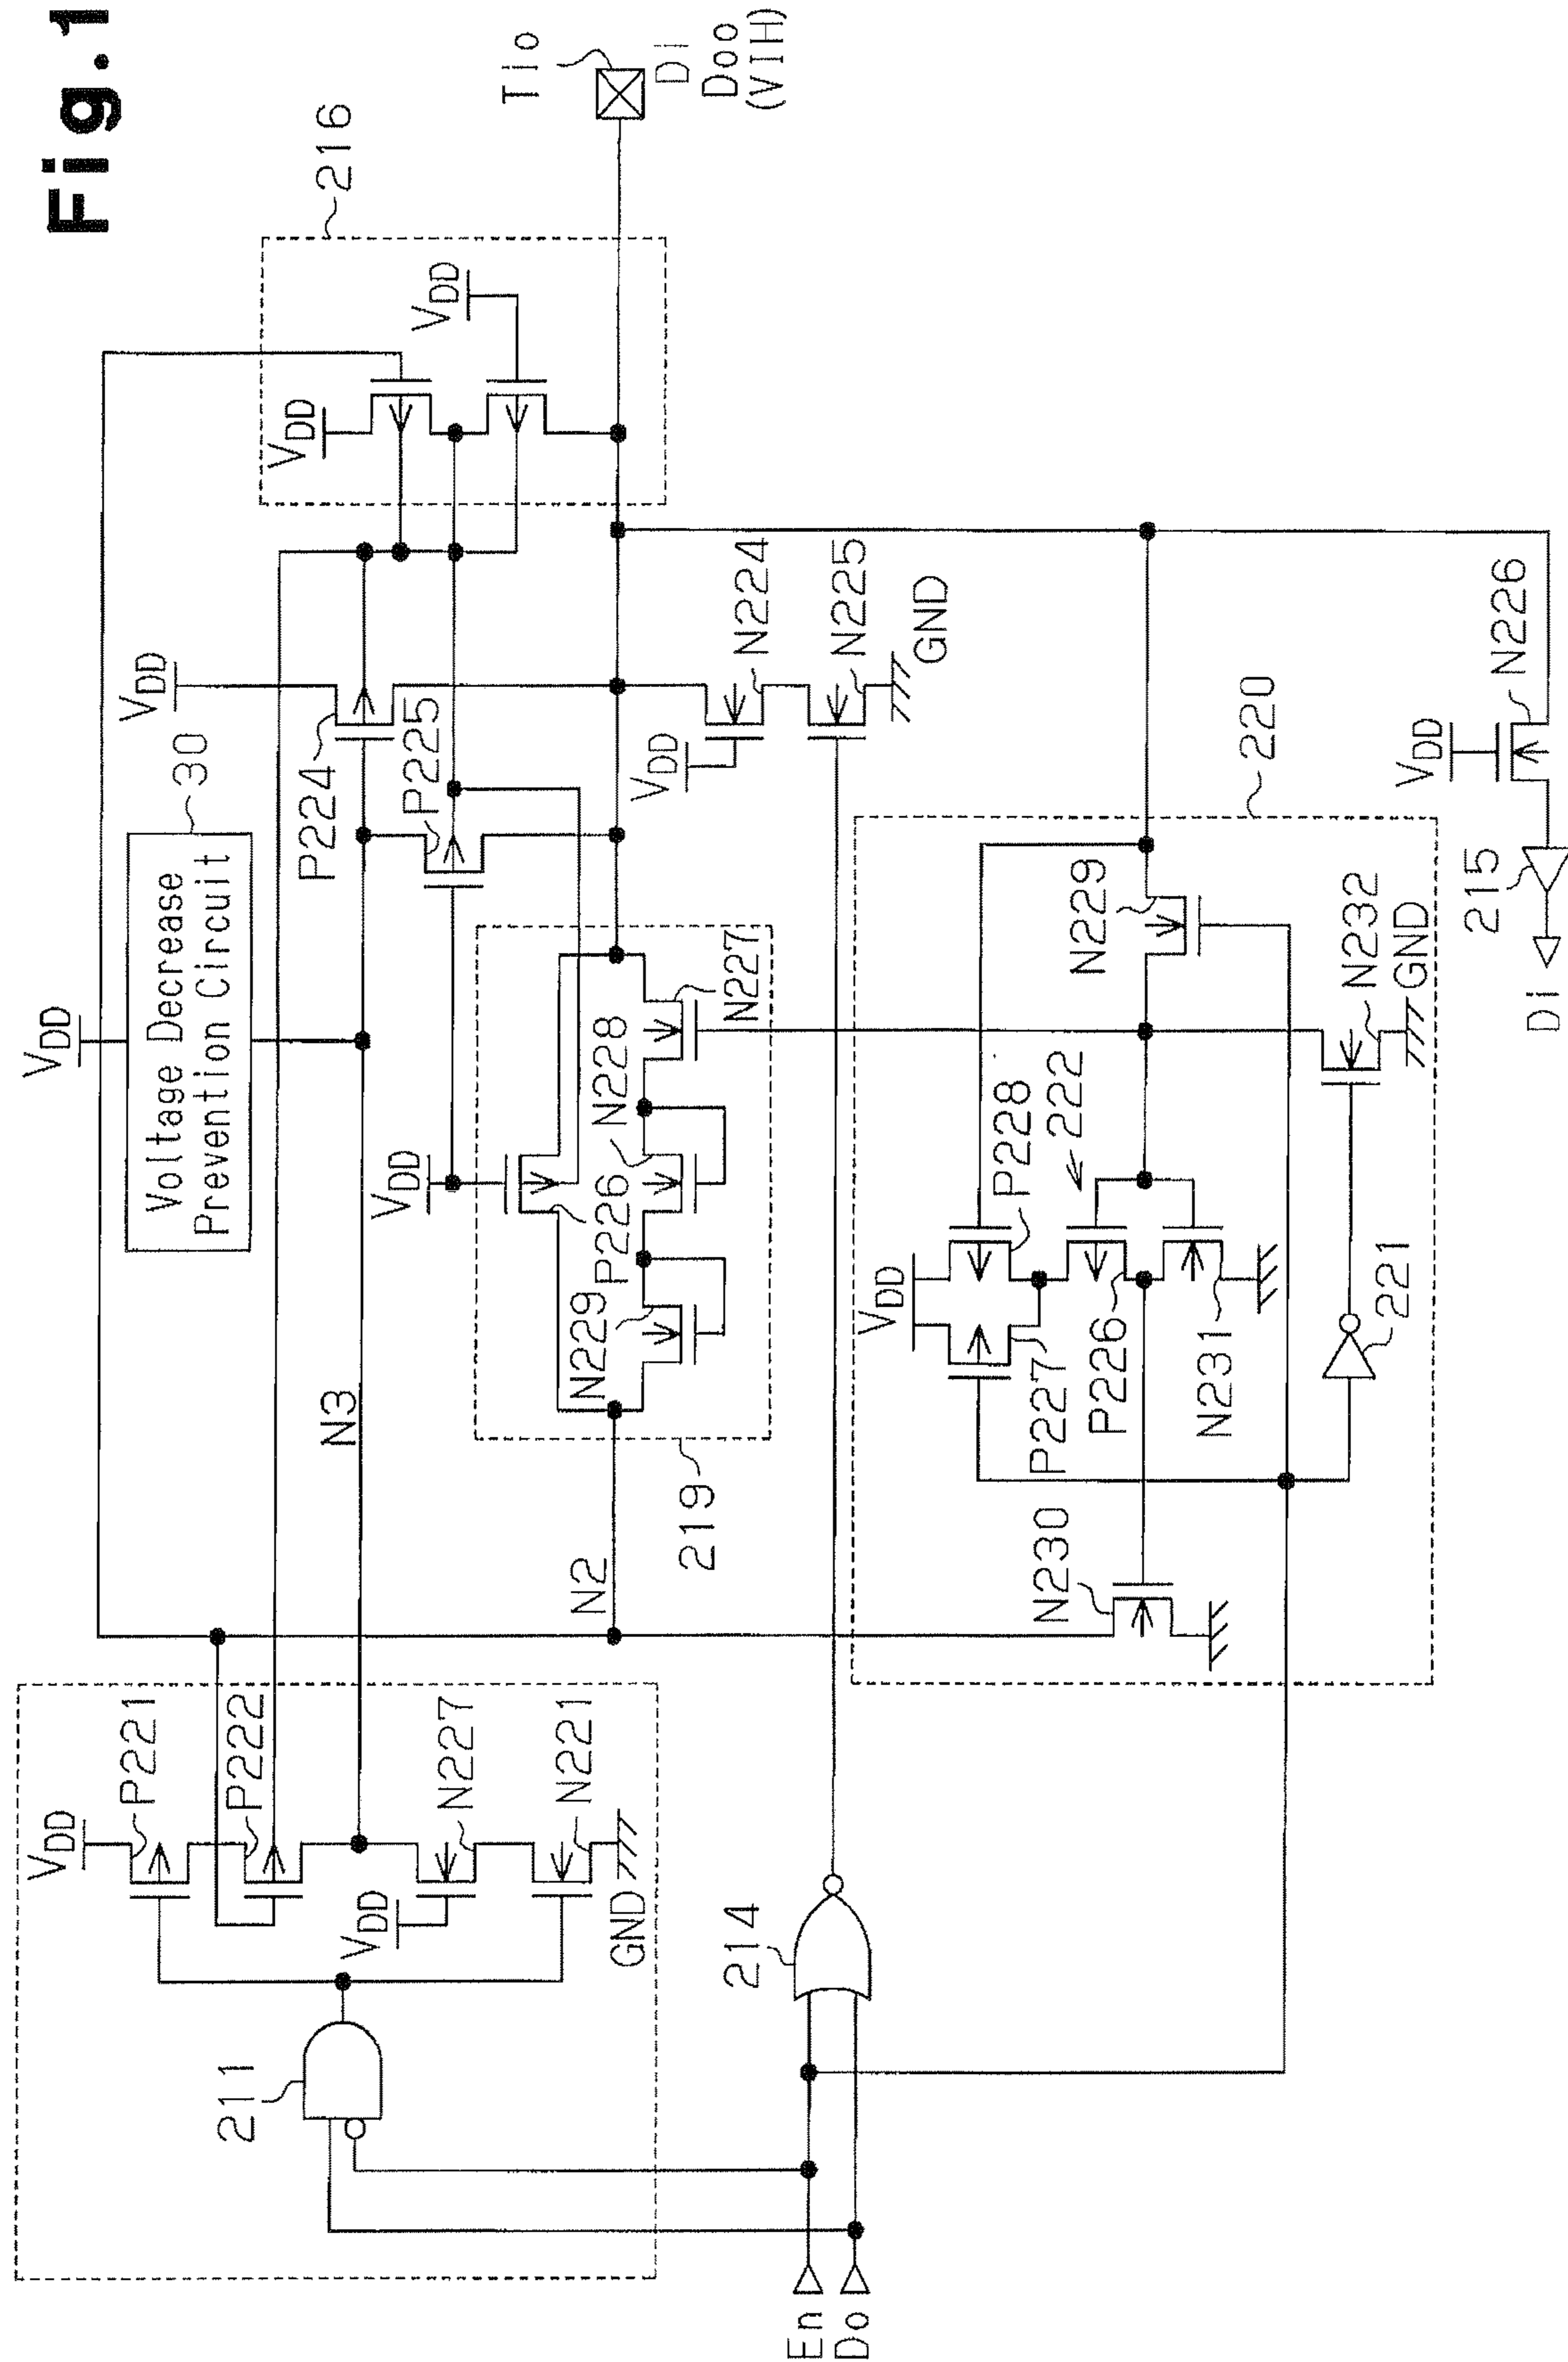 Fig.1
Tio
Di
Doo
(VIH)
216
VDD
VDD
VDD
VDD
30
Voltage Decrease
Prevention Circuit
P224
P225
N224
N225
GND
VDD
VDD
N3
N2
219
P226
N227
N228
N229
220
N229
N232
GND
222
P228
P227
P226
N231
221
N230
VDD
VDD
N226
215
Di
VDD
P221
P222
N227
N221
VDD
GND
211
214
En
Do